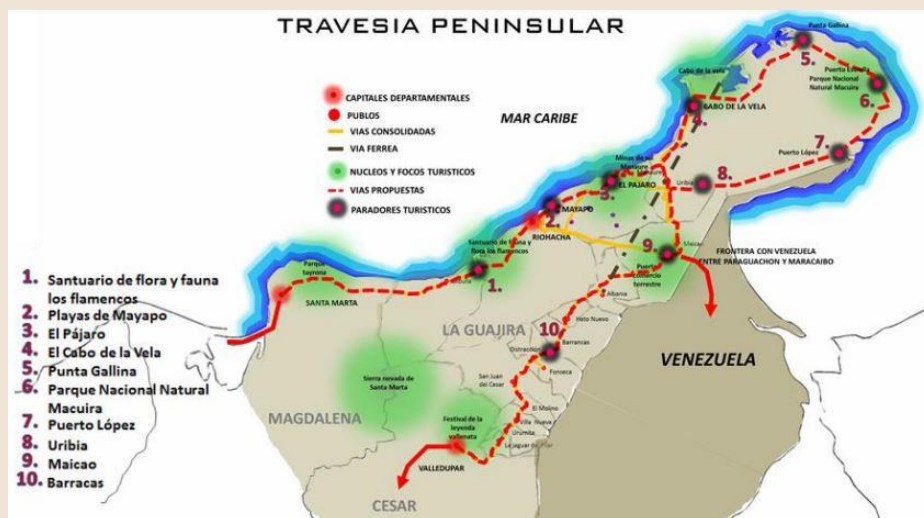 TRAVESIA PENINSULAR
CAPITALES DEPARTAMENTALES
PUBLOS
VIAS CONSOLIDADAS
VIA FERREA
NUCLEOS Y FOCOS TURISTICOS
VIAS PROPUESTAS
PARADORES TURISTICOS
MAR CARIBE
Punta Gallina
5.
Cabo de la vela
CABO DE LA VELA
4.
Puerto Estrella
Parque Nacional
Natural Macuira
6.
Puerto López
7.
Minas de sal
Manaure
Manaure
EL PAJARO
3.
Uribia
8.
MAYAPO
2.
RIOHACHA
Santuario de fauna y
flora los flamencos
1.
9.
Maicao
Puerto
comercio
terrestre
FRONTERA CON VENEZUELA
ENTRE PARAGUACHON Y MARACAIBO
Parque
tayrona
SANTA MARTA
LA GUAJIRA
Albania
Hato Nuevo
10.
Barrancas
Distracción
Fonseca
San Juan
del Cesar
El Molino
Villa Nueva
Urumita
La jagua del Pilar
Sierra nevada de
Santa Marta
Festival de la
leyenda
vallenata
MAGDALENA
VALLEDUPAR
CESAR
VENEZUELA
1. Santuario de flora y fauna
los flamencos
2. Playas de Mayapo
3. El Pájaro
4. El Cabo de la Vela
5. Punta Gallina
6. Parque Nacional Natural
Macuira
7. Puerto López
8. Uribia
9. Maicao
10. Barracas